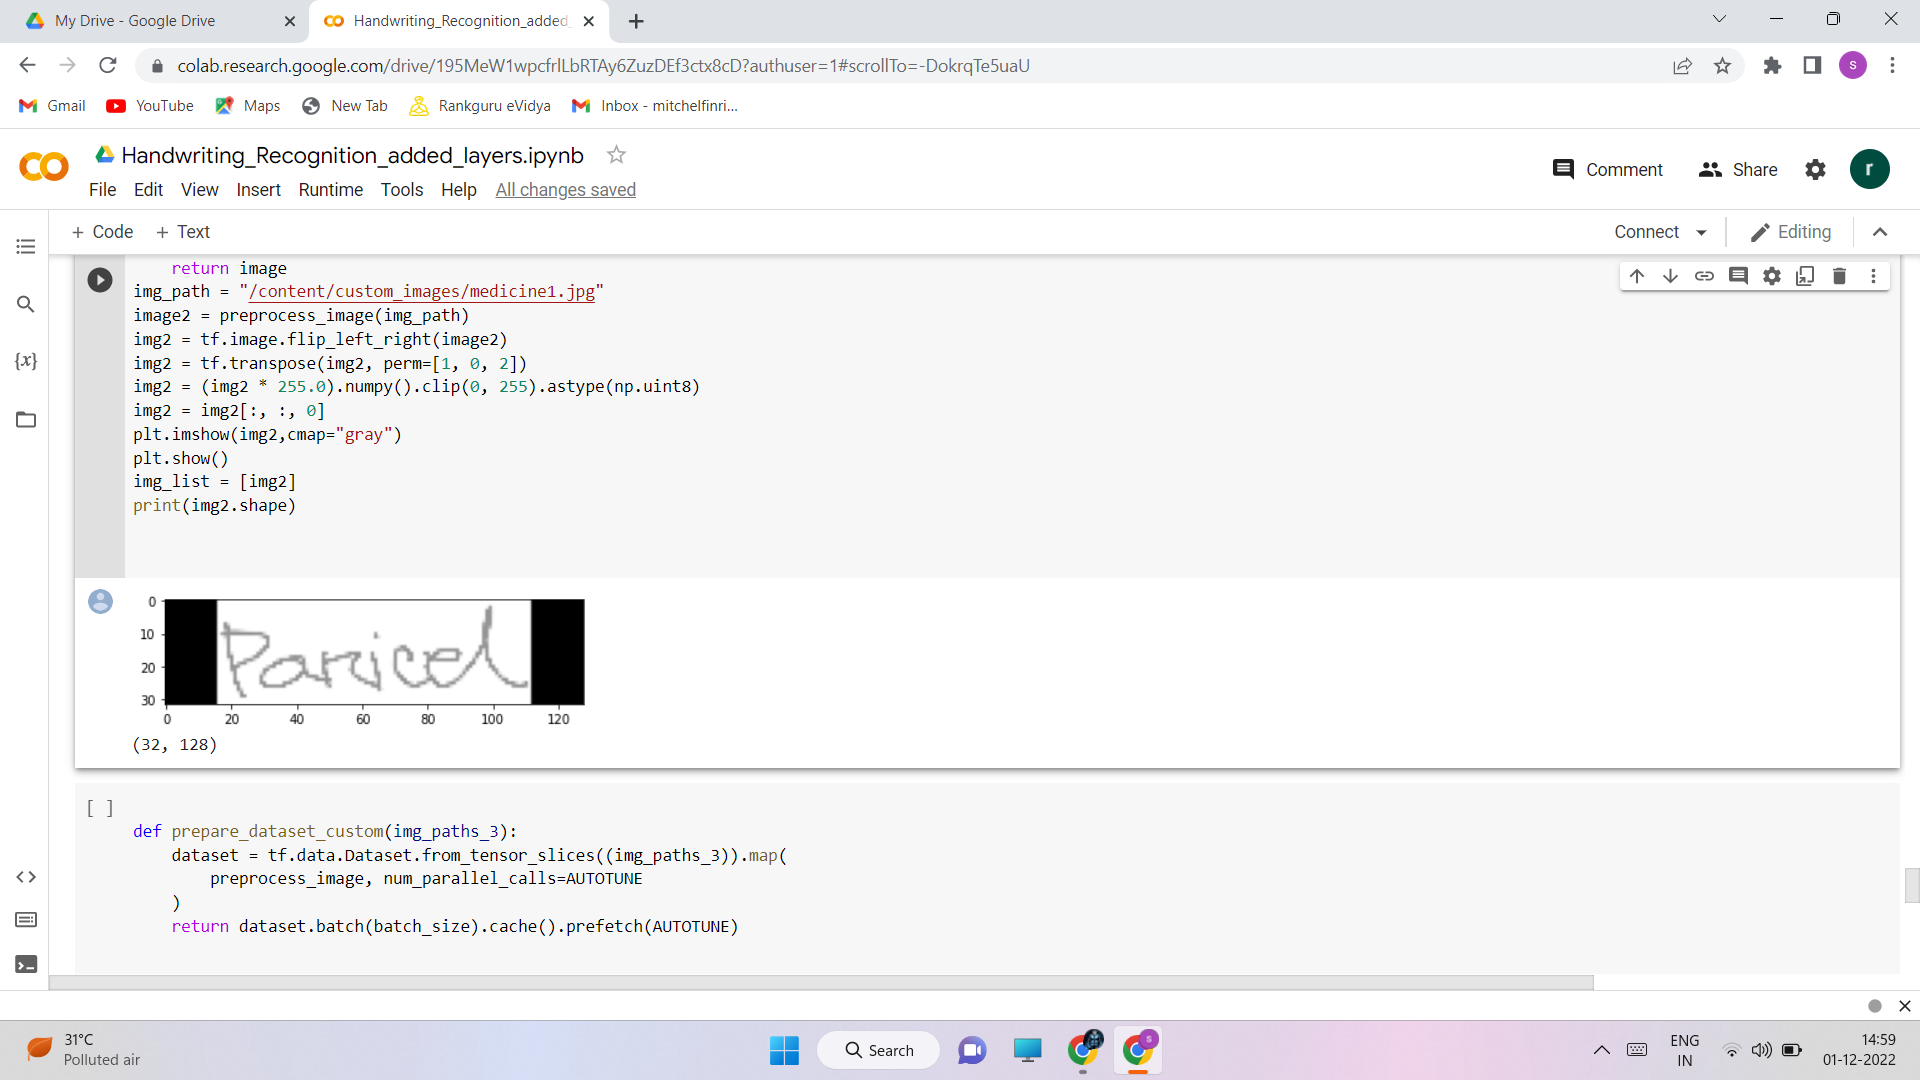 My Drive - Google Drive
Handwriting_Recognition_added_
colab.research.google.com/drive/195MeW1wpcfrlLbRTAy6ZuzDEf3ctx8cD?authuser=1#scrollTo=-DokrqTe5uaU
S
Gmail YouTube Maps New Tab Rankguru eVidya Inbox - mitchelfinri...
Handwriting_Recognition_added_layers.ipynb
Comment Share r
File Edit View Insert Runtime Tools Help All changes saved
+ Code + Text Connect Editing
return image
img_path = "/content/custom_images/medicine1.jpg"
image2 = preprocess_image(img_path)
img2 = tf.image.flip_left_right(image2)
img2 = tf.transpose(img2, perm=[1, 0, 2])
img2 = (img2 * 255.0).numpy().clip(0, 255).astype(np.uint8)
img2 = img2[:, :, 0]
plt.imshow(img2,cmap="gray")
plt.show()
img_list = [img2]
print(img2.shape)
{x}
0
10
20
30
Paricel
0 20 40 60 80 100 120
(32, 128)
[ ]
def prepare_dataset_custom(img_paths_3):
dataset = tf.data.Dataset.from_tensor_slices((img_paths_3)).map(
preprocess_image, num_parallel_calls=AUTOTUNE
)
return dataset.batch(batch_size).cache().prefetch(AUTOTUNE)
31°C
Polluted air
Search
S
ENG
IN
14:59
01-12-2022